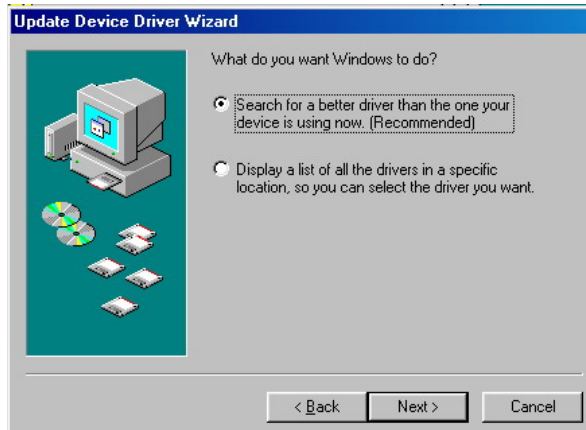 Update Device Driver Wizard
What do you want Windows to do?
Search for a better driver than the one your
device is using now. (Recommended)
Display a list of all the drivers in a specific
location, so you can select the driver you want.
< Back
Next >
Cancel